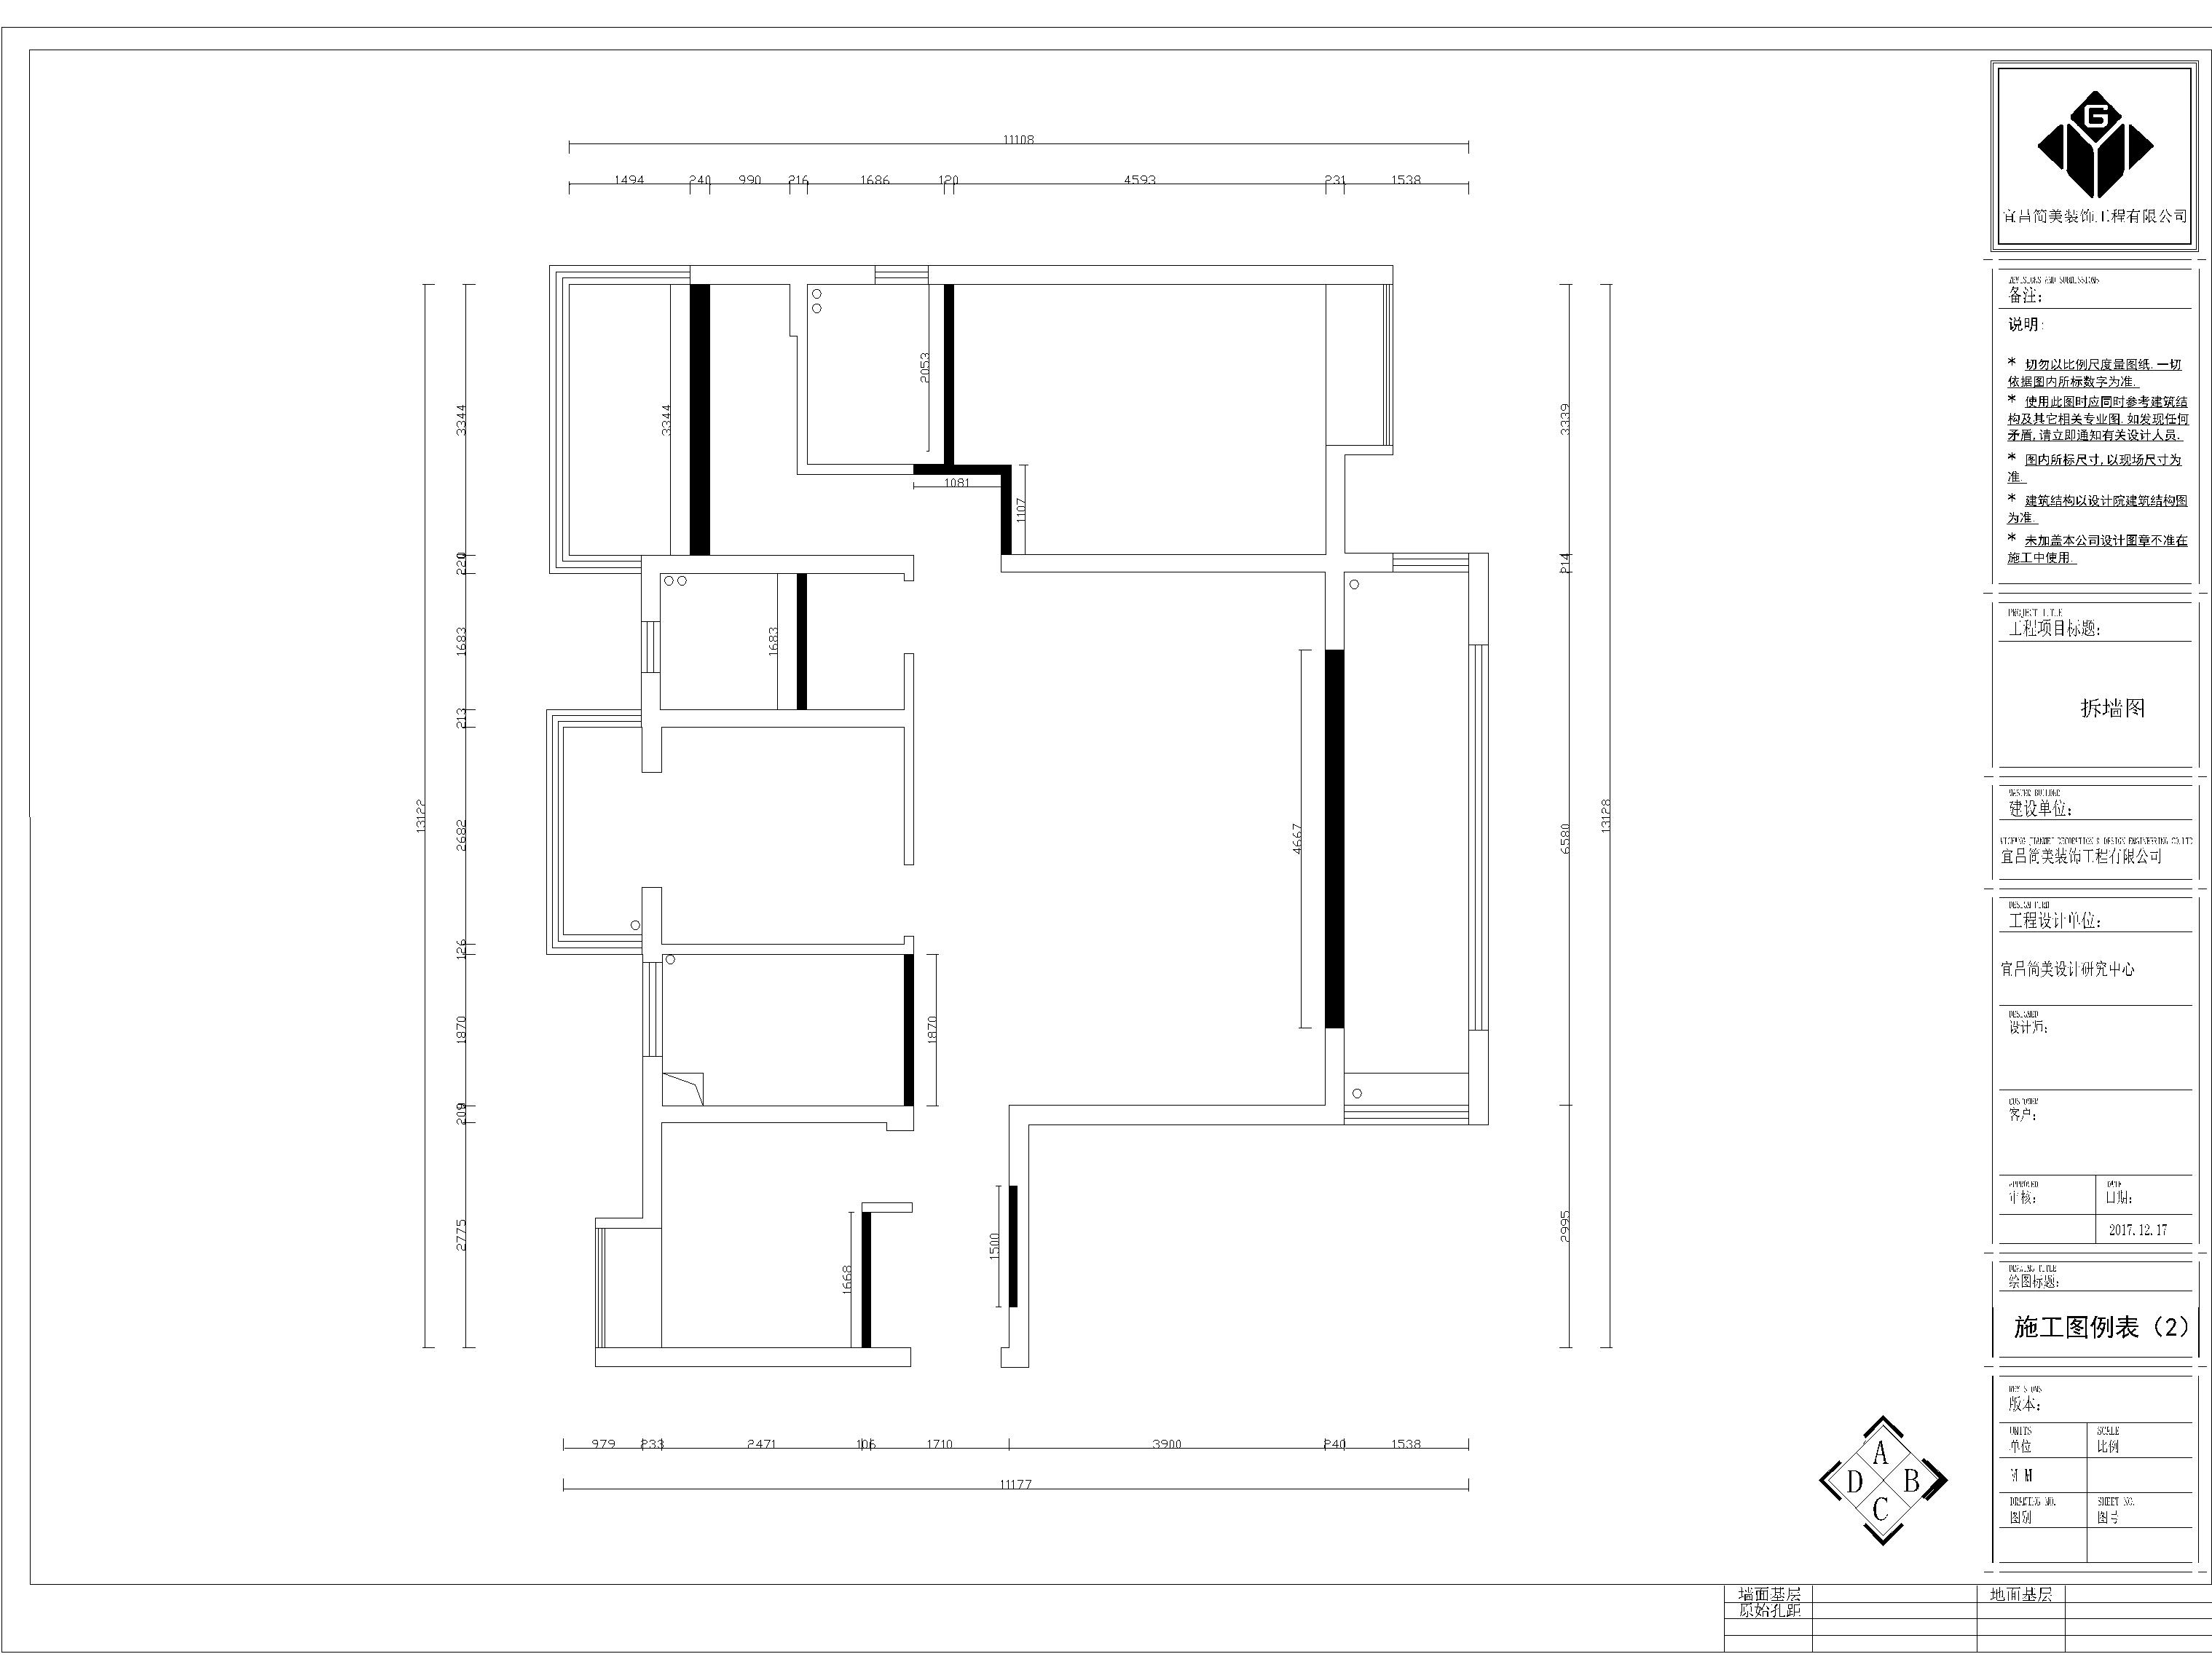 11108
1494 240 990 216 1686 120 4593 231 1538
3344
220
1683
213
2682
126
1870
209
2775
13122
3344
2053
1081
1107
1683
4667
1870
1668
1500
3339
214
6580
2995
13128
979 233 2471 106 1710 3900 240 1538
11177
A
D B
C
G
宜昌简美装饰工程有限公司
备注:
说明:
* 切勿以比例尺度量图纸.一切
依据图内所标数字为准.
* 使用此图时应同时参考建筑结
构及其它相关专业图.如发现任何
矛盾,请立即通知有关设计人员.
* 图内所标尺寸,以现场尺寸为
准.
* 建筑结构以设计院建筑结构图
为准.
* 未加盖本公司设计图章不准在
施工中使用.
PROJECT TITLE
工程项目标题:
拆墙图
建设单位:
宜昌简美装饰工程有限公司
工程设计单位:
宜昌简美设计研究中心
DESIGNED
设计师:
CUSTOMER
客户:
APPROVED DATE
审核: 日期:
2017.12.17
DRAWING TITLE
绘图标题:
施工图例表（2）
版本:
UNITS SCALE
单位 比例
M M
DRAWING NO. SHEET NO.
图别 图号
墙面基层 地面基层
原始孔距